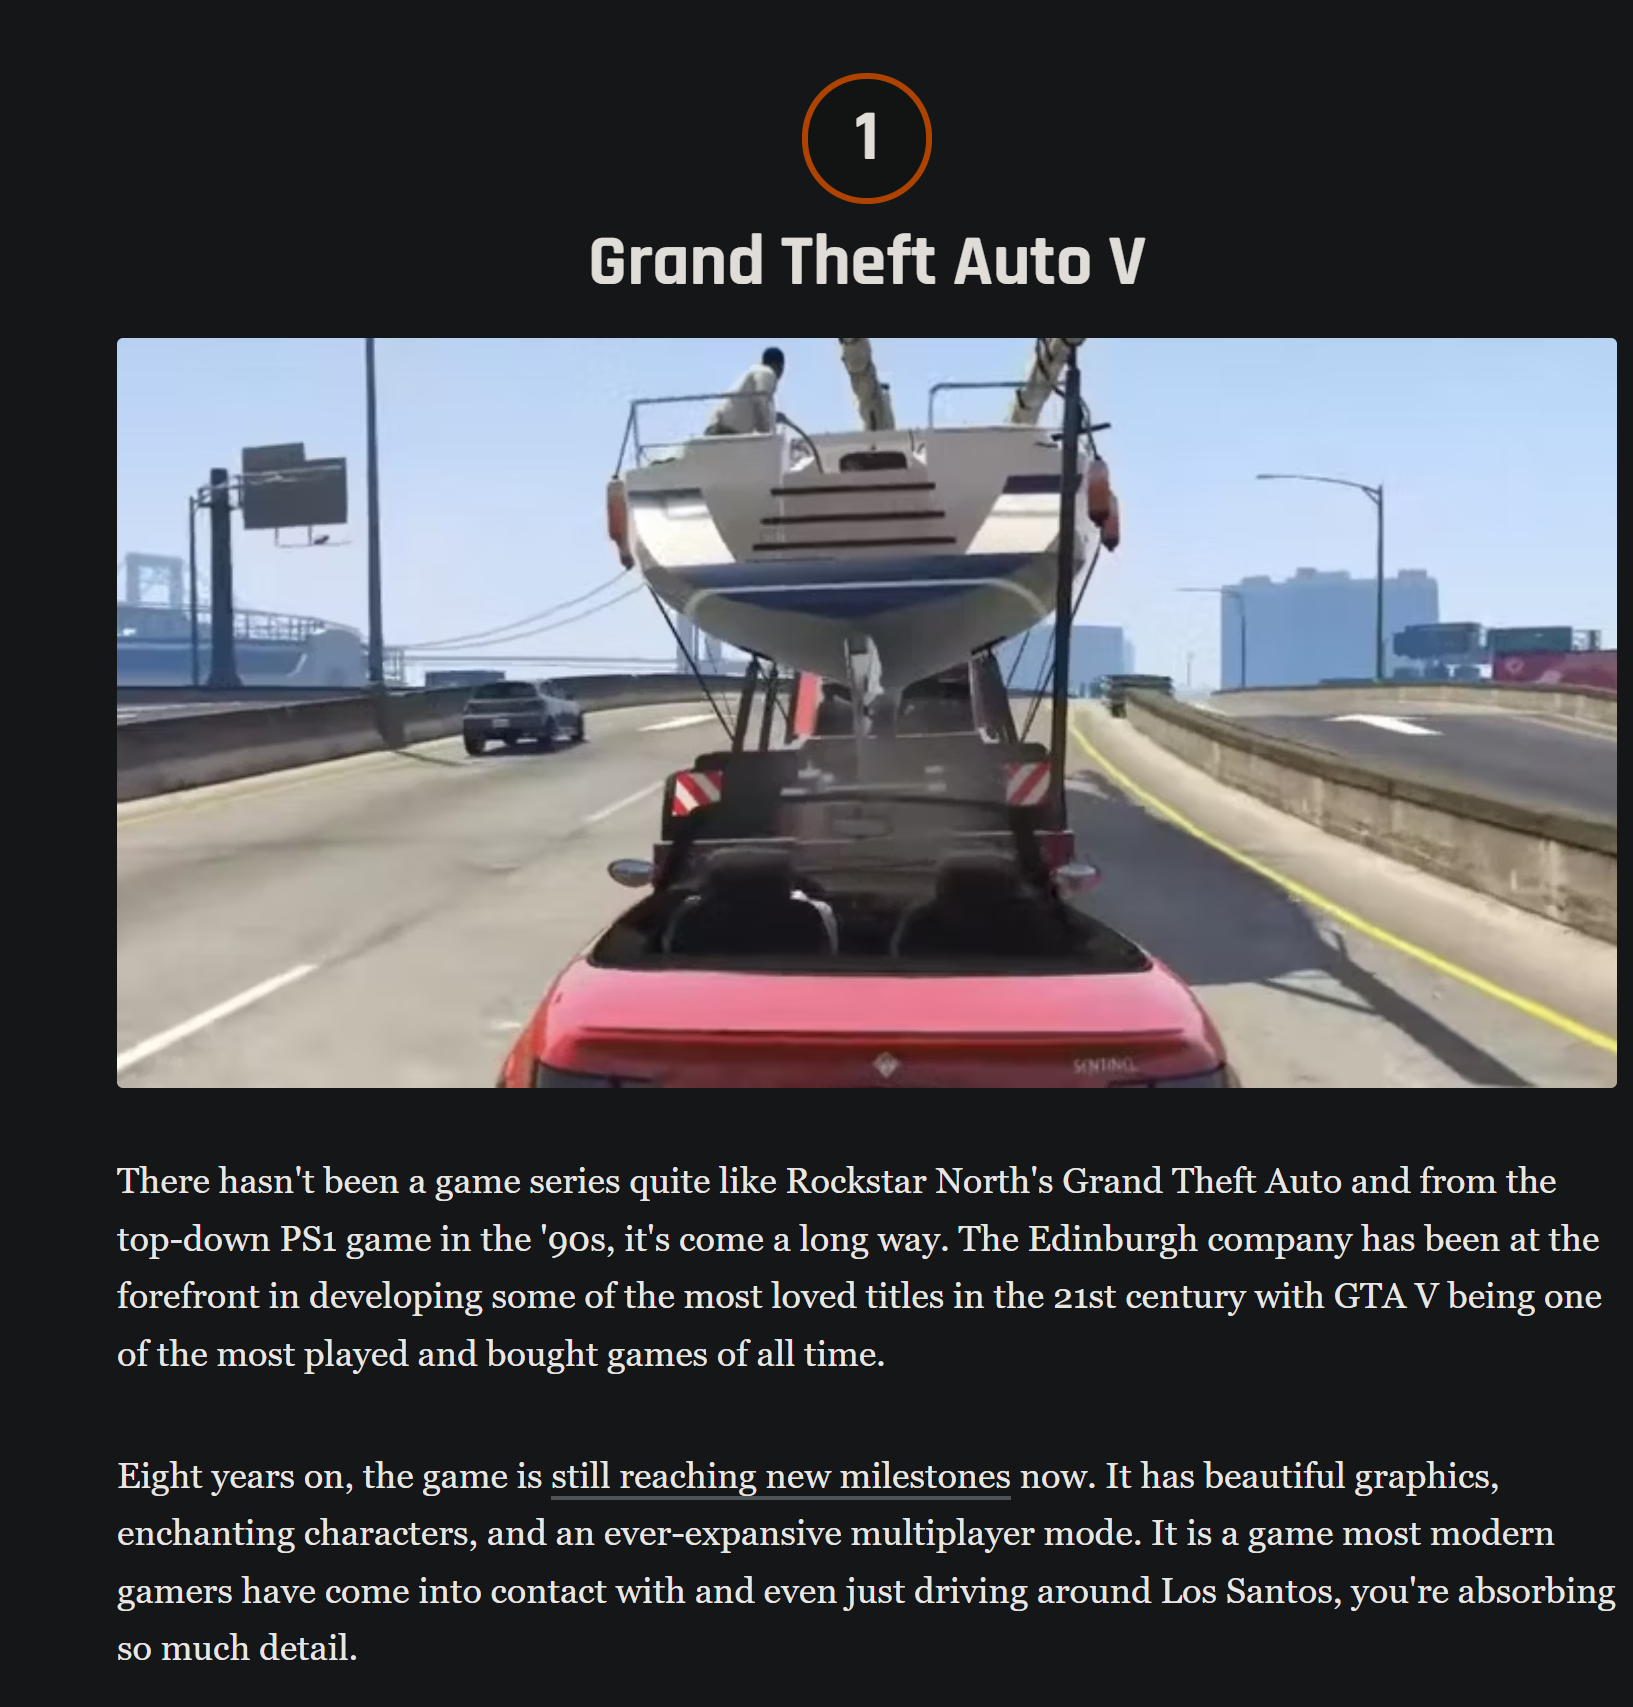 1
Grand Theft Auto V
SENTINEL
There hasn't been a game series quite like Rockstar North's Grand Theft Auto and from the
top-down PS1 game in the '90s, it's come a long way. The Edinburgh company has been at the
forefront in developing some of the most loved titles in the 21st century with GTA V being one
of the most played and bought games of all time.
Eight years on, the game is still reaching new milestones now. It has beautiful graphics,
enchanting characters, and an ever-expansive multiplayer mode. It is a game most modern
gamers have come into contact with and even just driving around Los Santos, you're absorbing
so much detail.